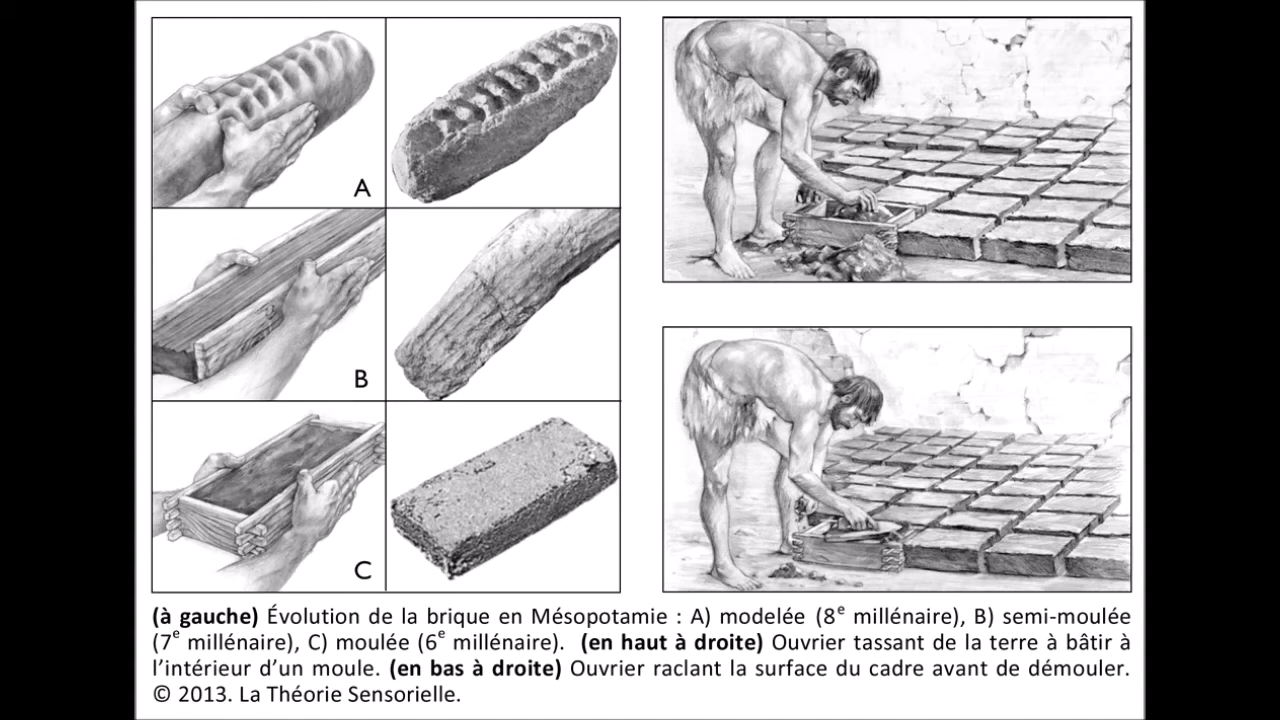 A
B
C
(à gauche) Évolution de la brique en Mésopotamie : A) modelée (8e millénaire), B) semi-moulée
(7e millénaire), C) moulée (6e millénaire). (en haut à droite) Ouvrier tassant de la terre à bâtir à
l’intérieur d’un moule. (en bas à droite) Ouvrier raclant la surface du cadre avant de démouler.
© 2013. La Théorie Sensorielle.